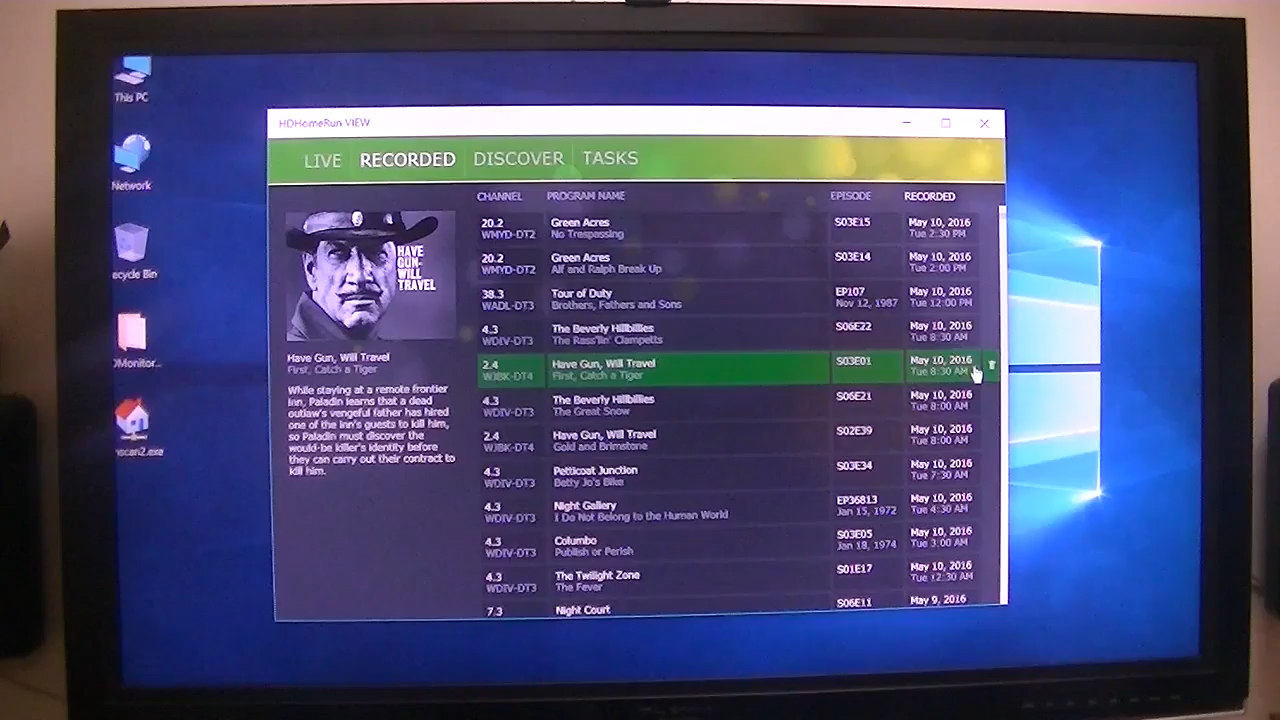 This PC
Network
ecycle Bin
DMonitor...
nscan2.exe
HDHomeRun VIEW
LIVE RECORDED DISCOVER TASKS
CHANNEL PROGRAM NAME EPISODE RECORDED
HAVE
GUN-
WILL
TRAVEL
Have Gun, Will Travel
First, Catch a Tiger
While staying at a remote frontier
inn, Paladin learns that a dead
outlaw's vengeful father has hired
one of the inn's guests to kill him,
so Paladin must discover the
would-be killer's identity before
they can carry out their contract to
kill him.
20.2 Green Acres S03E15 May 10, 2016
WMYD-DT2 No Trespassing Tue 2:30 PM
20.2 Green Acres S03E14 May 10, 2016
WMYD-DT2 Alf and Ralph Break Up Tue 2:00 PM
38.3 Tour of Duty EP107 May 10, 2016
WADL-DT3 Brothers, Fathers and Sons Nov 12, 1987 Tue 12:00 PM
4.3 The Beverly Hillbillies S06E22 May 10, 2016
WDIV-DT3 The Rass'lin' Clampetts Tue 8:30 AM
2.4 Have Gun, Will Travel S03E01 May 10, 2016
WJBK-DT4 First, Catch a Tiger Tue 8:30 AM
4.3 The Beverly Hillbillies S06E21 May 10, 2016
WDIV-DT3 The Great Snow Tue 8:00 AM
2.4 Have Gun, Will Travel S02E39 May 10, 2016
WJBK-DT4 Gold and Brimstone Tue 8:00 AM
4.3 Petticoat Junction S03E34 May 10, 2016
WDIV-DT3 Betty Jo's Bike Tue 7:30 AM
4.3 Night Gallery EP36813 May 10, 2016
WDIV-DT3 I Do Not Belong to the Human World Jan 15, 1972 Tue 4:30 AM
4.3 Columbo S03E05 May 10, 2016
WDIV-DT3 Publish or Perish Jan 18, 1974 Tue 3:00 AM
4.3 The Twilight Zone S01E17 May 10, 2016
WDIV-DT3 The Fever Tue 12:30 AM
7.3 Night Court S06E11 May 9, 2016